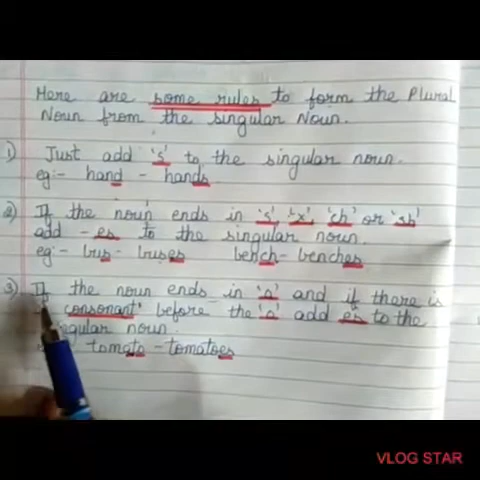 Here are some rules to form the Plural
Noun from the singular Noun.
1) Just add 's' to the singular noun.
eg:- hand - hands
2) If the noun ends in 's', 'x', 'ch' or 'sh'
add - es to the singular noun.
eg:- bus - buses bench - benches
3) If the noun ends in 'o' and if there is
consonant' before the 'o' add es to the
noun.
tomato - tomatoes
VLOG STAR